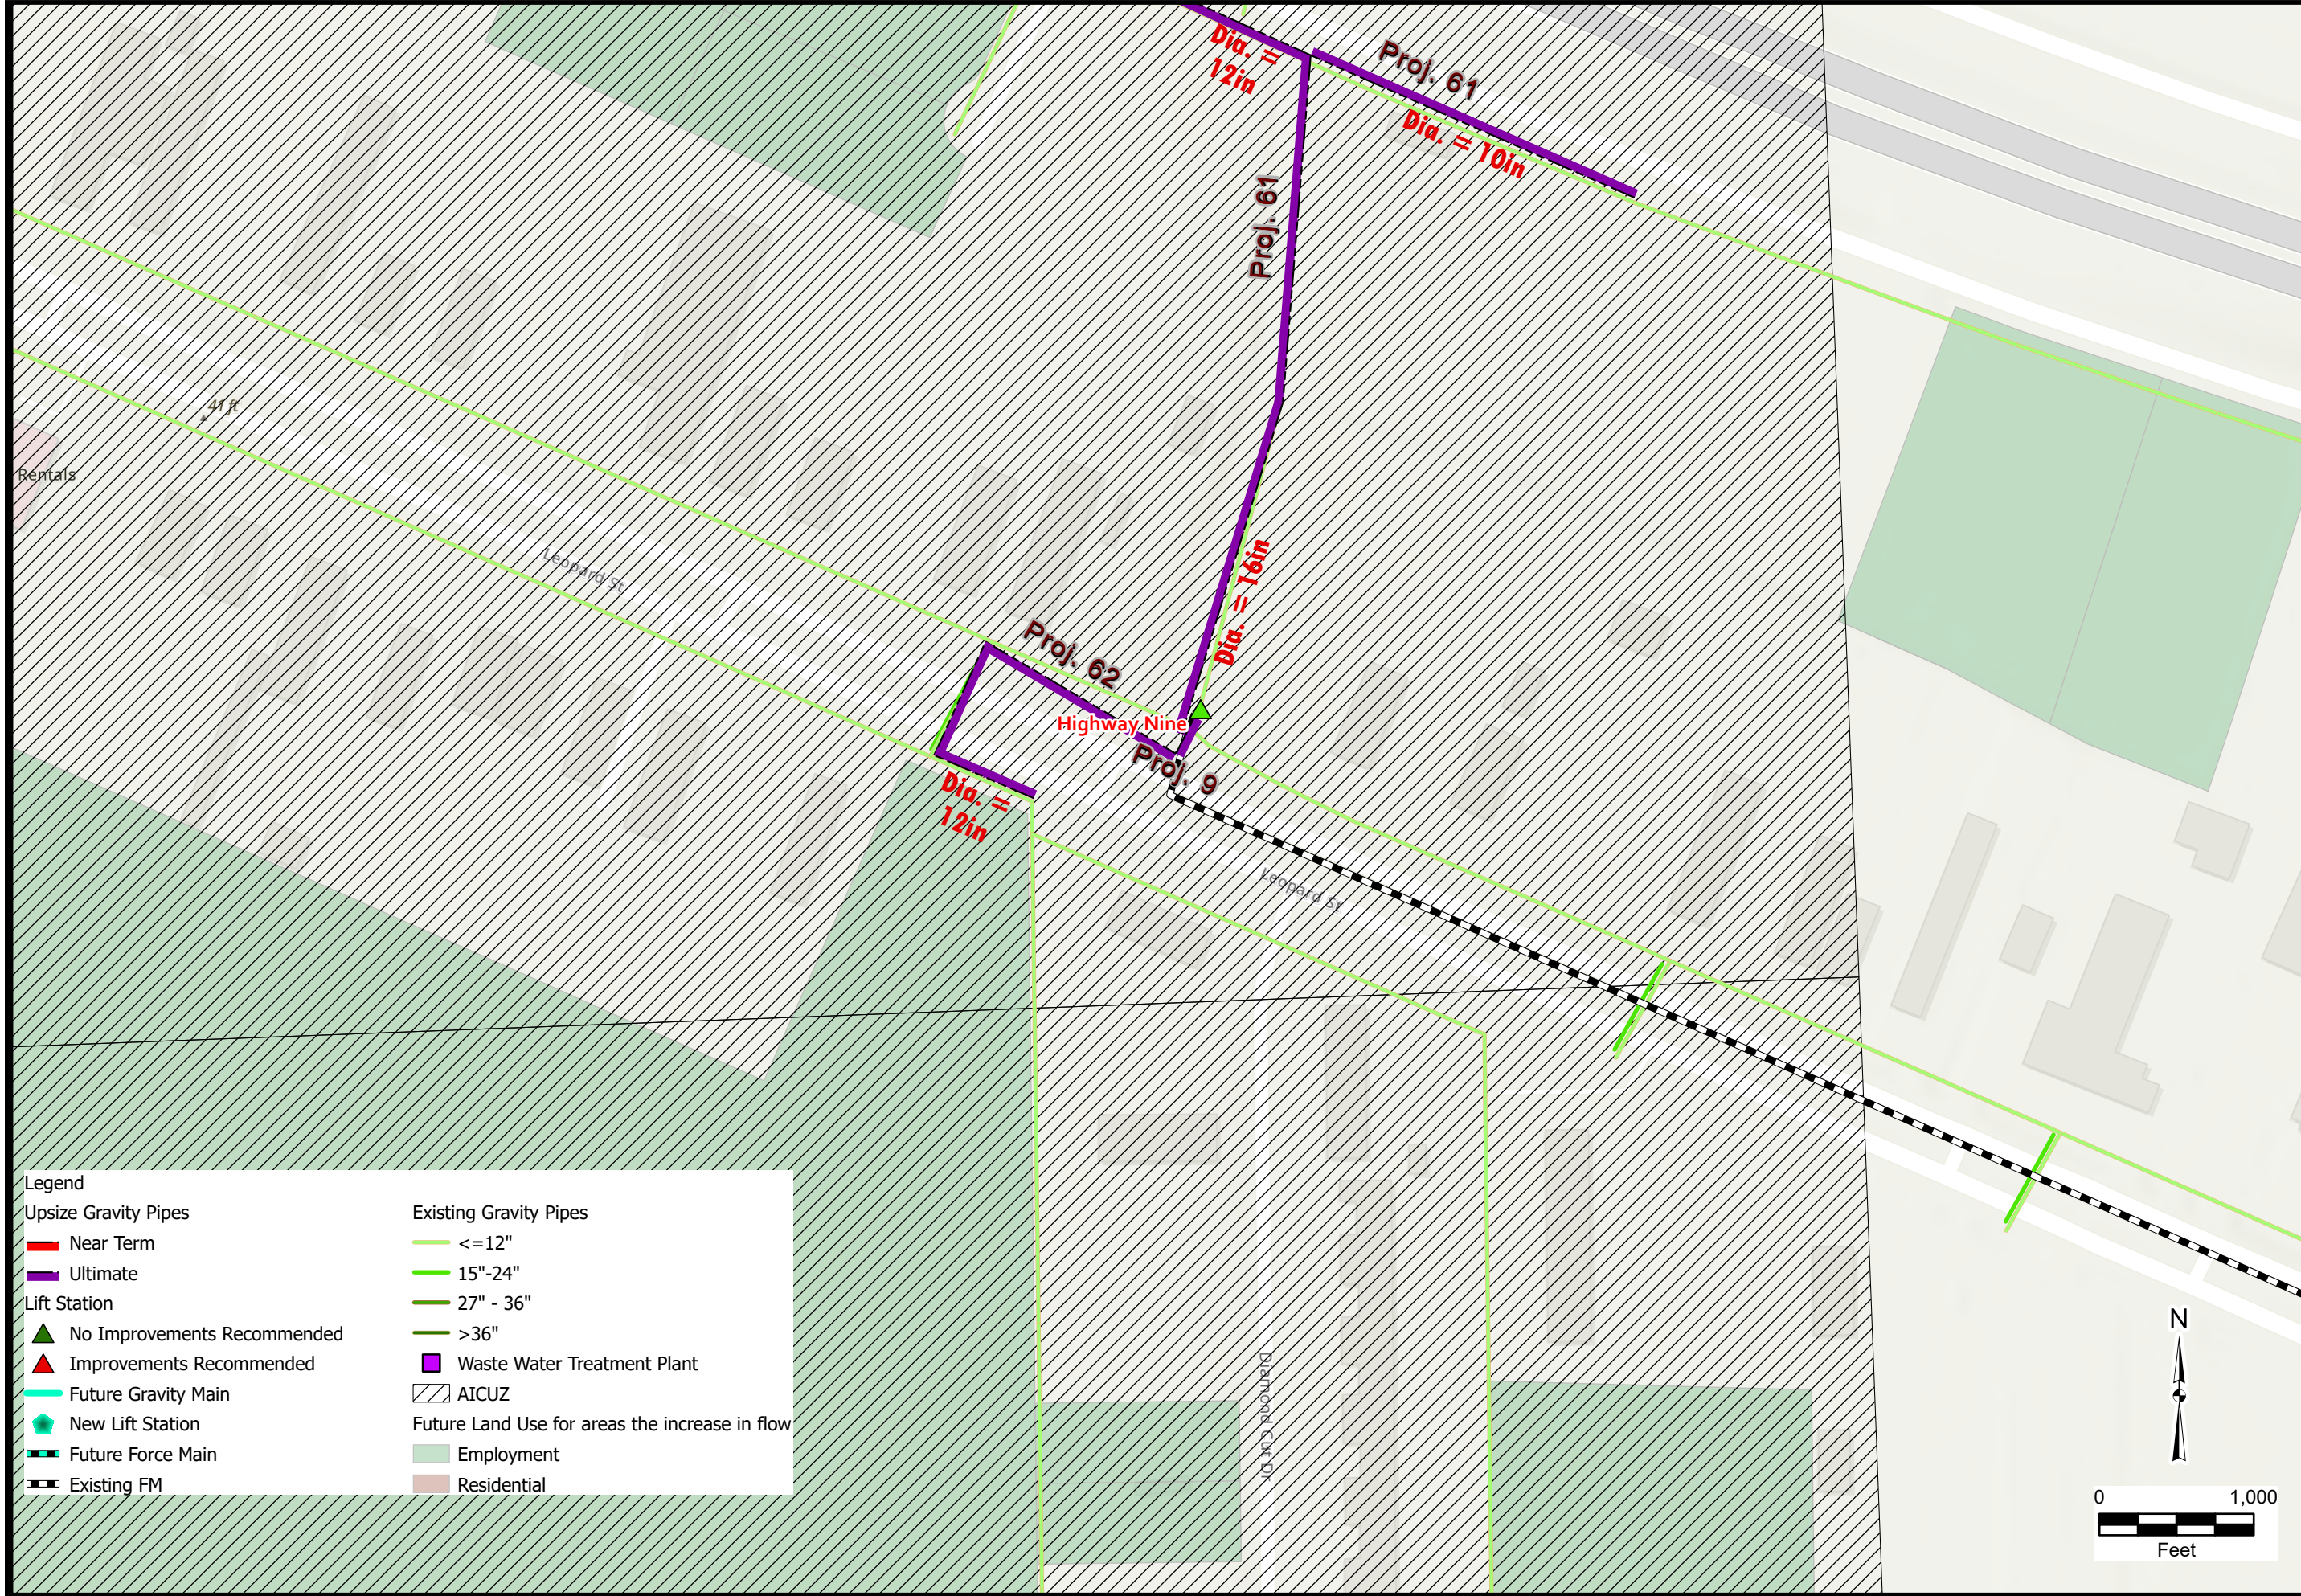 Dia. =
12in
Proj. 61
Dia. = 10in
Proj. 61
41 ft
Rentals
Leopard St
Dia. = 16in
Proj. 62
Highway Nine
Proj. 9
Dia. =
12in
Leopard St
Diamond Cut Dr
Legend
Upsize Gravity Pipes
Near Term
Ultimate
Lift Station
No Improvements Recommended
Improvements Recommended
Future Gravity Main
New Lift Station
Future Force Main
Existing FM
Existing Gravity Pipes
<=12"
15"-24"
27" - 36"
>36"
Waste Water Treatment Plant
AICUZ
Future Land Use for areas the increase in flow
Employment
Residential
N
0 1,000
Feet